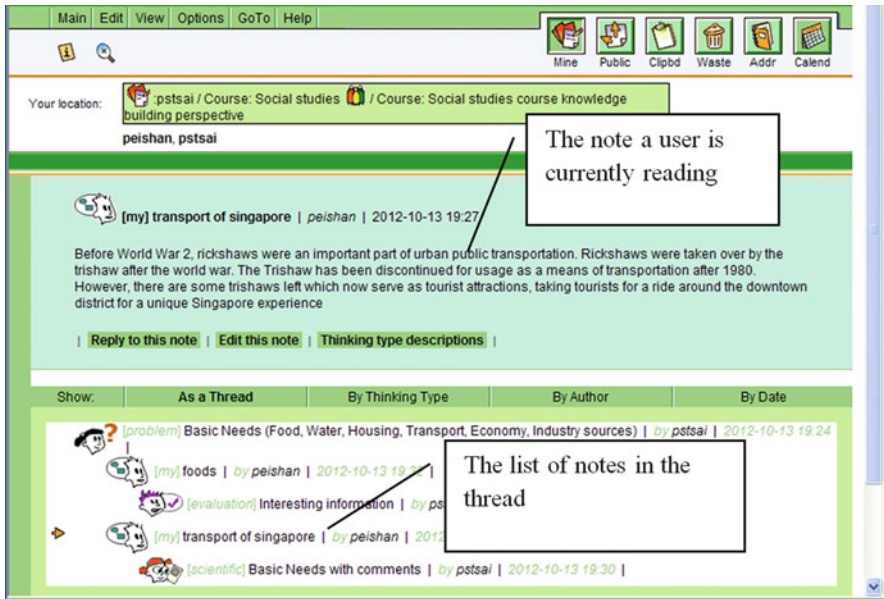 Main Edit View Options GoTo Help
Mine Public Clipbd Waste Addr Calend
Your location: :pstsai / Course: Social studies / Course: Social studies course knowledge
building perspective
peishan, pstsai
The note a user is
currently reading
[my] transport of singapore | peishan | 2012-10-13 19:27
Before World War 2, rickshaws were an important part of urban public transportation. Rickshaws were taken over by the
trishaw after the world war. The Trishaw has been discontinued for usage as a means of transportation after 1980.
However, there are some trishaws left which now serve as tourist attractions, taking tourists for a ride around the downtown
district for a unique Singapore experience
| Reply to this note | Edit this note | Thinking type descriptions |
Show: As a Thread By Thinking Type By Author By Date
[problem] Basic Needs (Food, Water, Housing, Transport, Economy, Industry sources) | by pstsai | 2012-10-13 19:24
|
[my] foods | by peishan | 2012-10-13 |
The list of notes in the
thread
[evaluation] Interesting information | by
[my] transport of singapore | by peishan |
[scientific] Basic Needs with comments | by pstsai | 2012-10-13 19:30 |